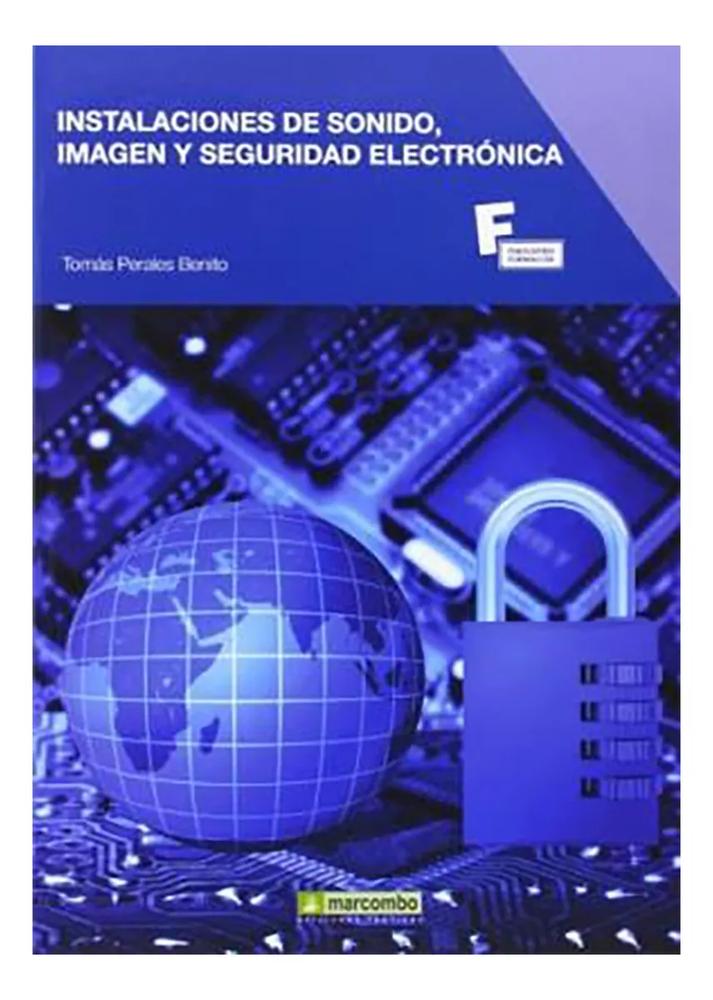 INSTALACIONES DE SONIDO,
IMAGEN Y SEGURIDAD ELECTRÓNICA
F
Tomás Perales Benito
marcombo